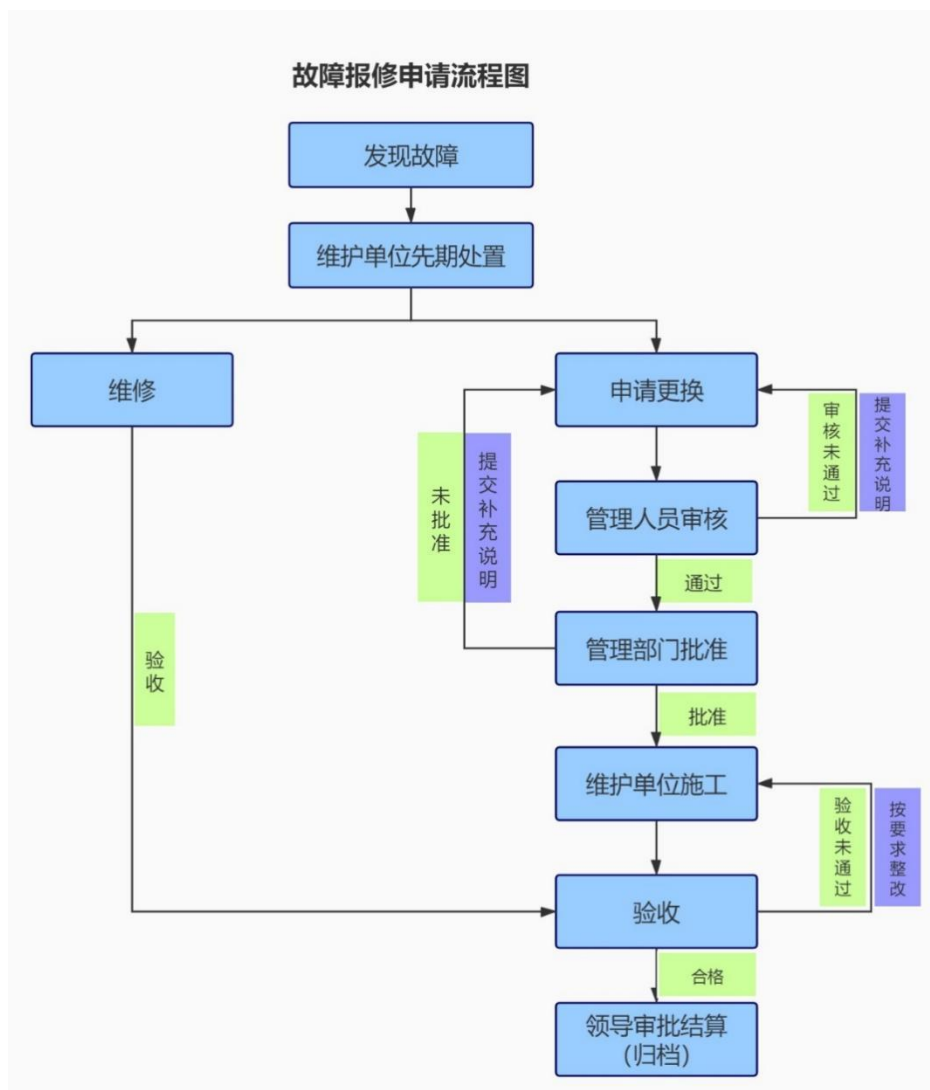 故障报修申请流程图
发现故障
维护单位先期处置
维修
申请更换
审核未通过
提交补充说明
未批准
提交补充说明
管理人员审核
通过
管理部门批准
验收
批准
维护单位施工
验收未通过
按要求整改
验收
合格
领导审批结算
（归档）